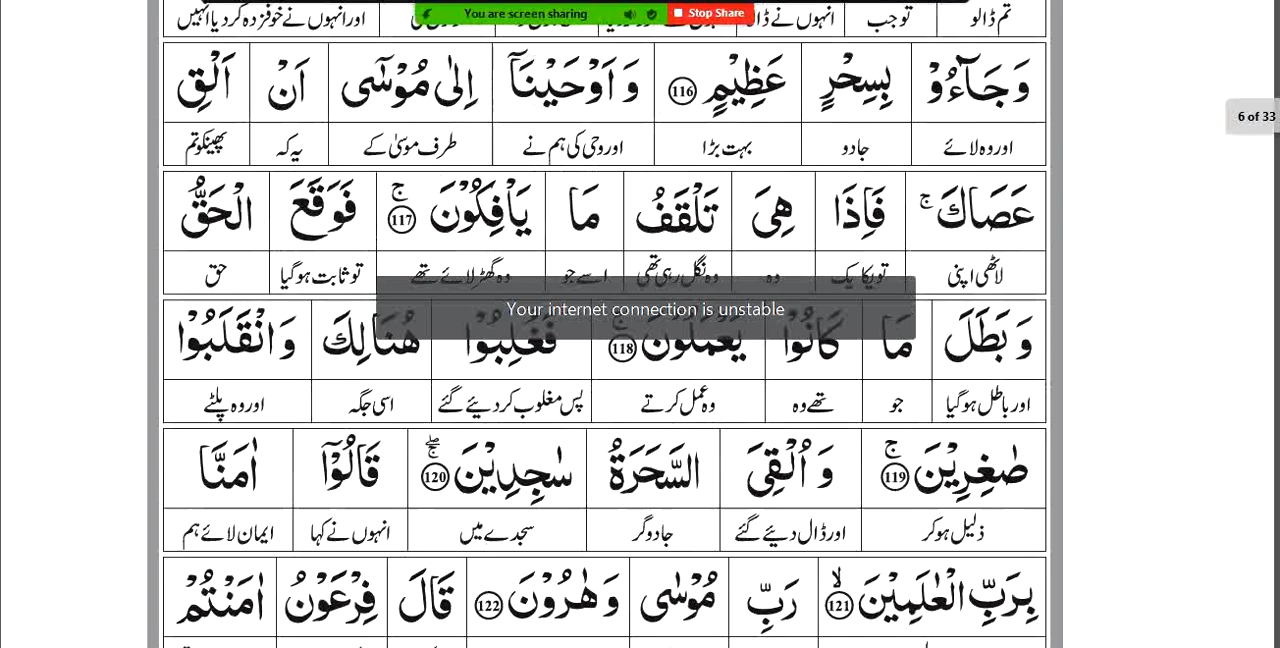 You are screen sharing Stop Share
تم ڈالو تو جب انہوں نے اور انہوں نے خوفزدہ کر دیا انہیں
وَ جَآءُوْ بِسِحْرٍ عَظِيْمٍ 116 وَ اَوْحَيْنَآ اِلٰى مُوْسٰٓى اَنْ اَلْقِ
اور وہ لائے جادو بہت بڑا اور وحی کی ہم نے طرف موسیٰ کے یہ کہ پھینکو تم
6 of 33
عَصَاكَ ۚ فَاِذَا هِيَ تَلْقَفُ مَا يَاْفِكُوْنَ ۚ 117 فَوَقَعَ الْحَقُّ
لاٹھی اپنی تو یکایک وہ وہ نگل رہی تھی اسے جو وہ گھڑ لائے تھے تو ثابت ہو گیا حق
Your internet connection is unstable
وَ بَطَلَ مَا كَانُوْا يَعْمَلُوْنَ ۚ 118 فَغُلِبُوْا هُنَالِكَ وَ انْقَلَبُوْا
اور باطل ہو گیا جو تھے وہ وہ عمل کرتے پس مغلوب کر دیئے گئے اسی جگہ اور وہ پلٹے
صٰغِرِيْنَ ۚ 119 وَ اُلْقِيَ السَّحَرَةُ سٰجِدِيْنَ ۚۖ 120 قَالُوْٓا اٰمَنَّا
ذلیل ہو کر اور ڈال دیئے گئے جادوگر سجدے میں انہوں نے کہا ایمان لائے ہم
بِرَبِّ الْعٰلَمِيْنَ ۙ 121 رَبِّ مُوْسٰى وَ هٰرُوْنَ 122 قَالَ فِرْعَوْنُ اٰمَنْتُمْ